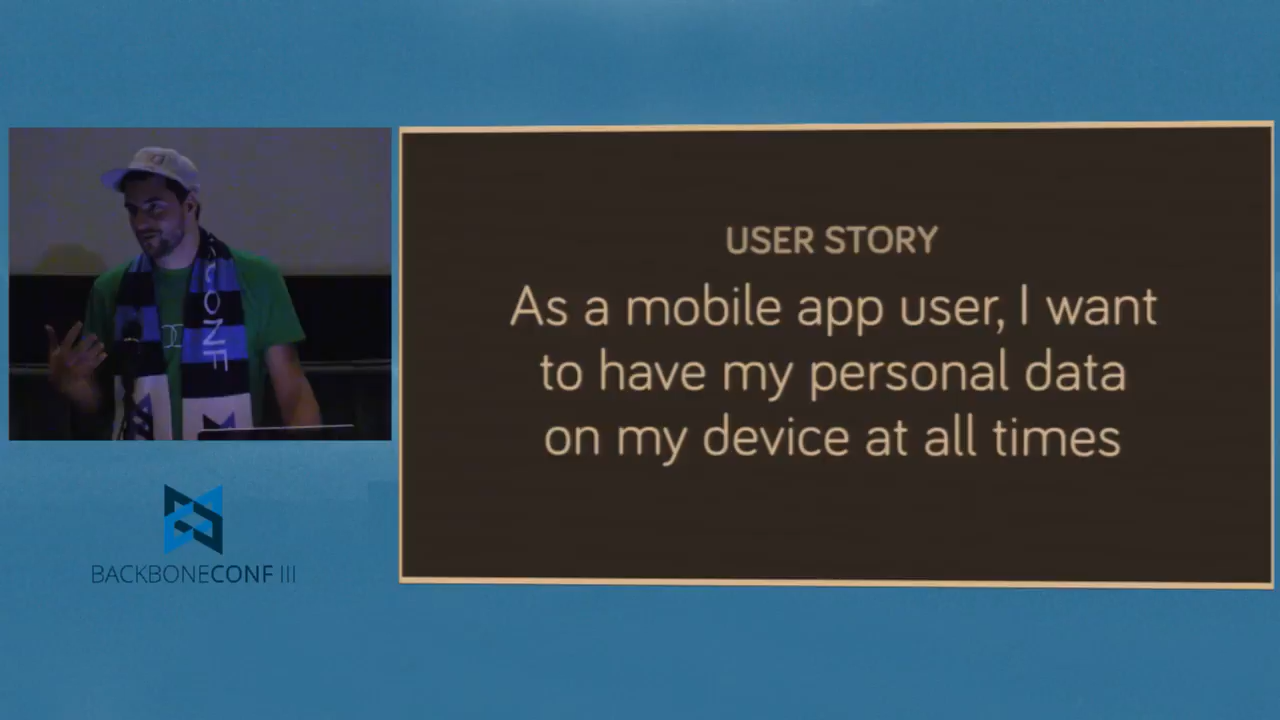 CONF
BACKBONECONF III
USER STORY
As a mobile app user, I want
to have my personal data
on my device at all times